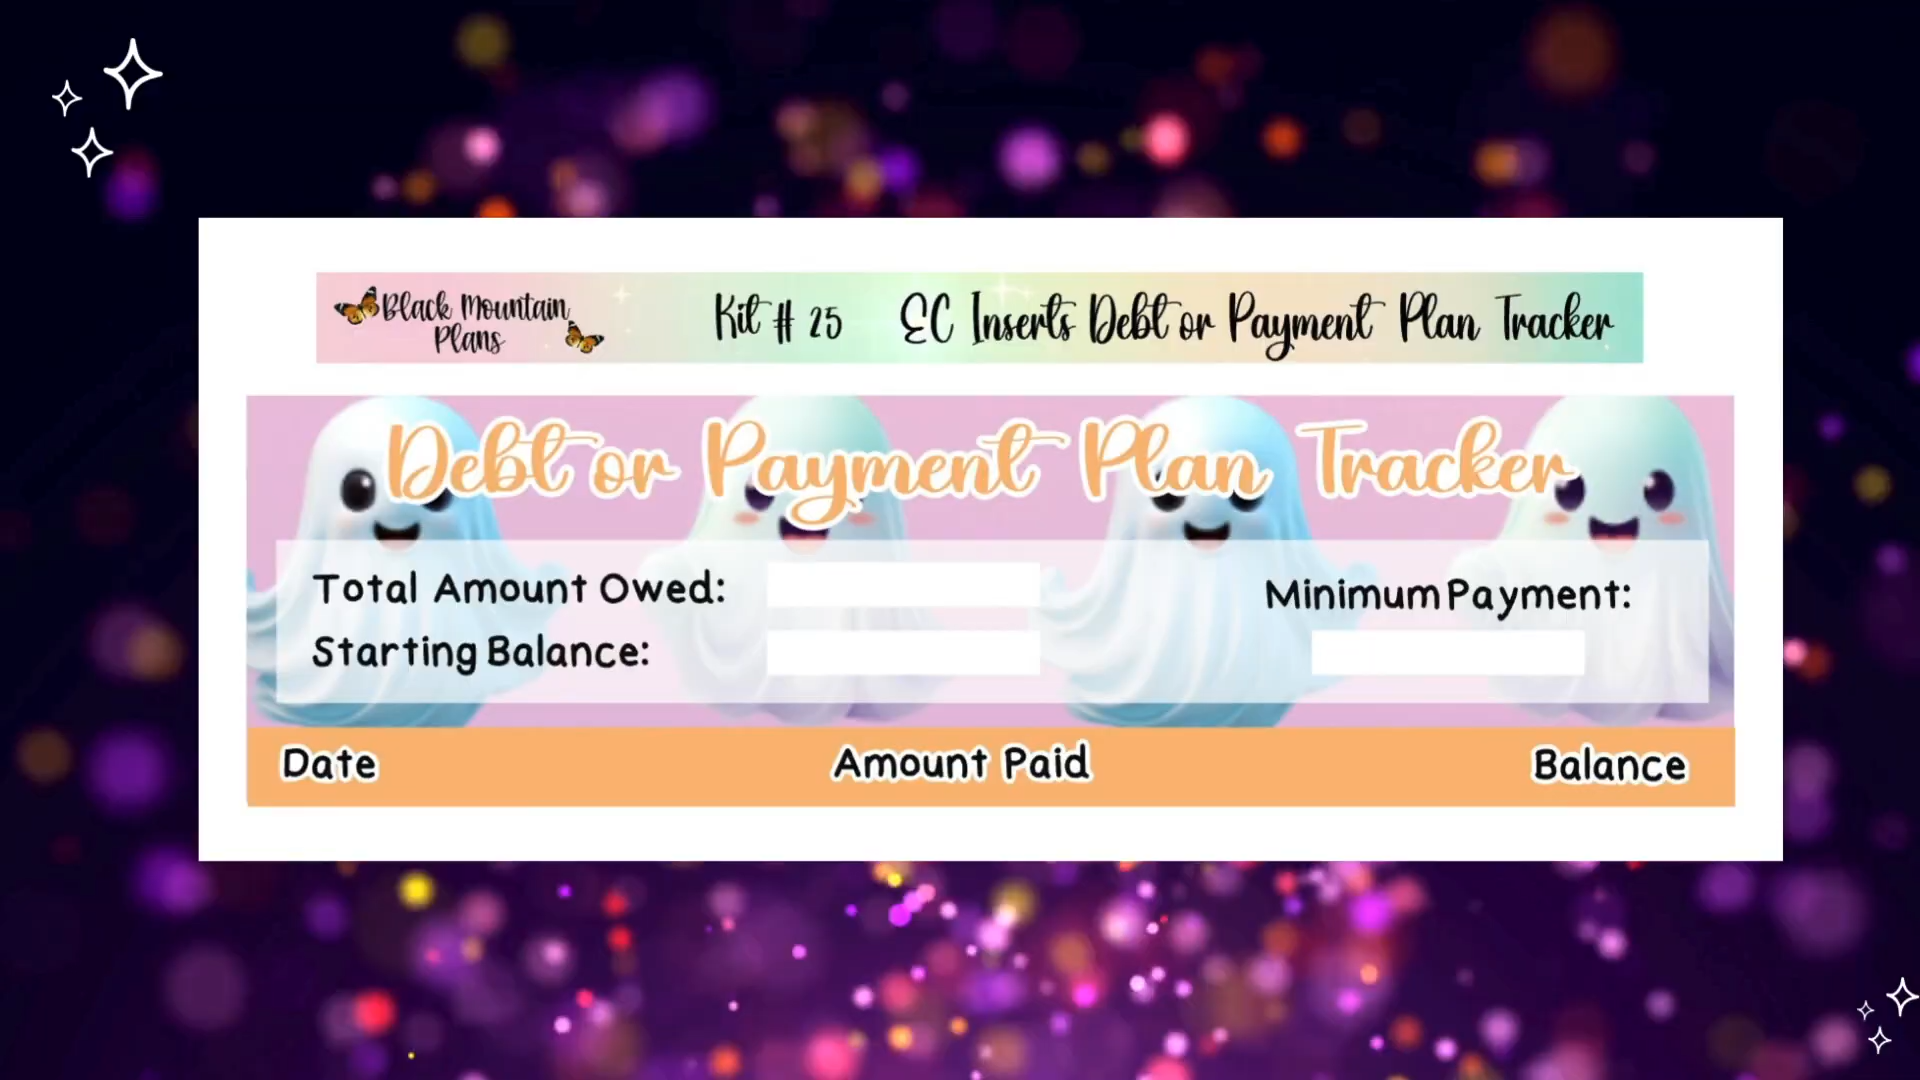 Black Mountain
Plans
Kit # 25 EC Inserts Debt or Payment Plan Tracker
Debt or Payment Plan Tracker
Total Amount Owed:
Minimum Payment:
Starting Balance:
Date Amount Paid Balance